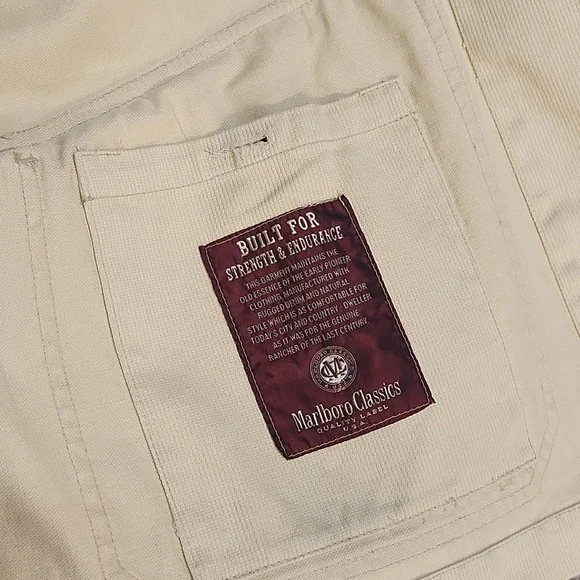 BUILT FOR
STRENGTH & ENDURANCE
THIS GARMENT MAINTAINS THE
OLD ESSENCE OF THE EARLY PIONEER
CLOTHING, MANUFACTURED WITH
RUGGED DENIM AND NATURAL
STYLE WHICH IS AS COMFORTABLE FOR
TODAY'S CITY AND COUNTRY - DWELLER
AS IT WAS FOR THE GENUINE
RANCHER OF THE LAST CENTURY
MC
Marlboro Classics
QUALITY LABEL
U.S.A.